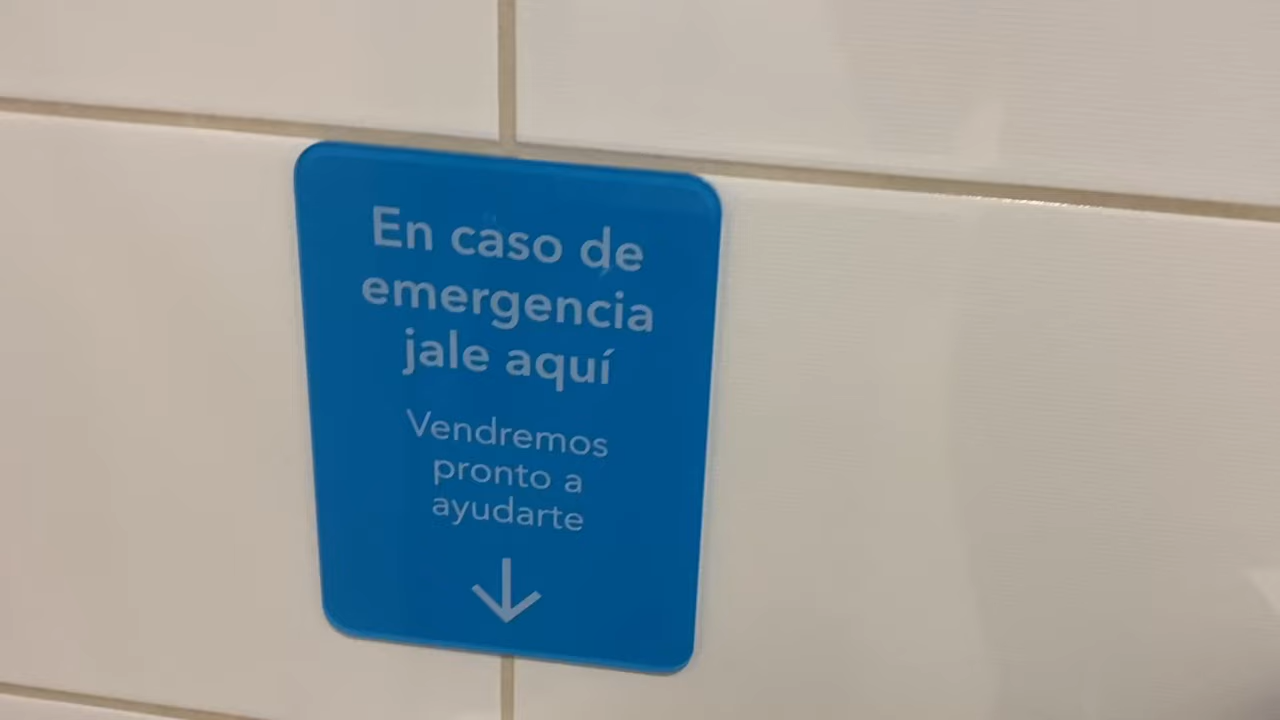 En caso de
emergencia
jale aquí
Vendremos
pronto a
ayudarte